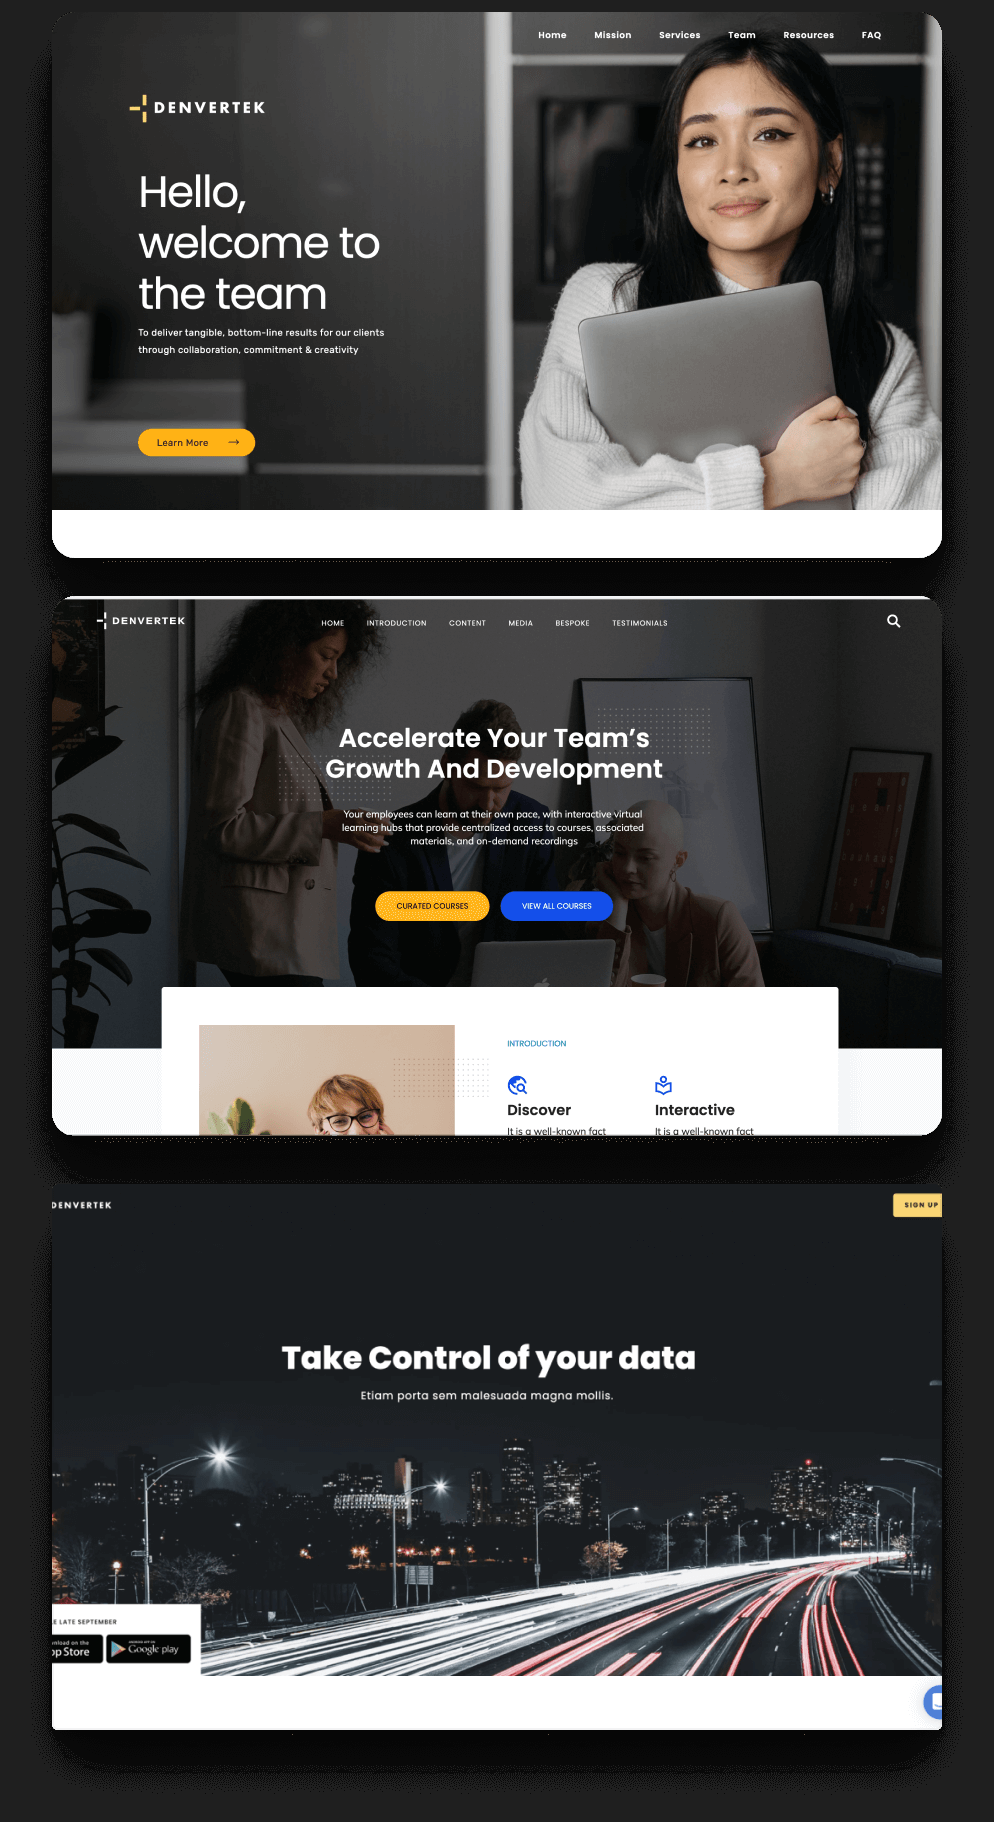 Home Mission Services Team Resources FAQ
DENVERTEK
Hello,
welcome to
the team
To deliver tangible, bottom-line results for our clients
through collaboration, commitment & creativity
Learn More
DENVERTEK
HOME INTRODUCTION CONTENT MEDIA BESPOKE TESTIMONIALS
Accelerate Your Team's
Growth And Development
Your employees can learn at their own pace, with interactive virtual
learning hubs that provide centralized access to courses, associated
materials, and on-demand recordings
CURATED COURSES VIEW ALL COURSES
INTRODUCTION
Discover Interactive
It is a well-known fact It is a well-known fact
DENVERTEK SIGN UP
Take Control of your data
Etiam porta sem malesuada magna mollis.
LATE SEPTEMBER
on the
Store
Google play